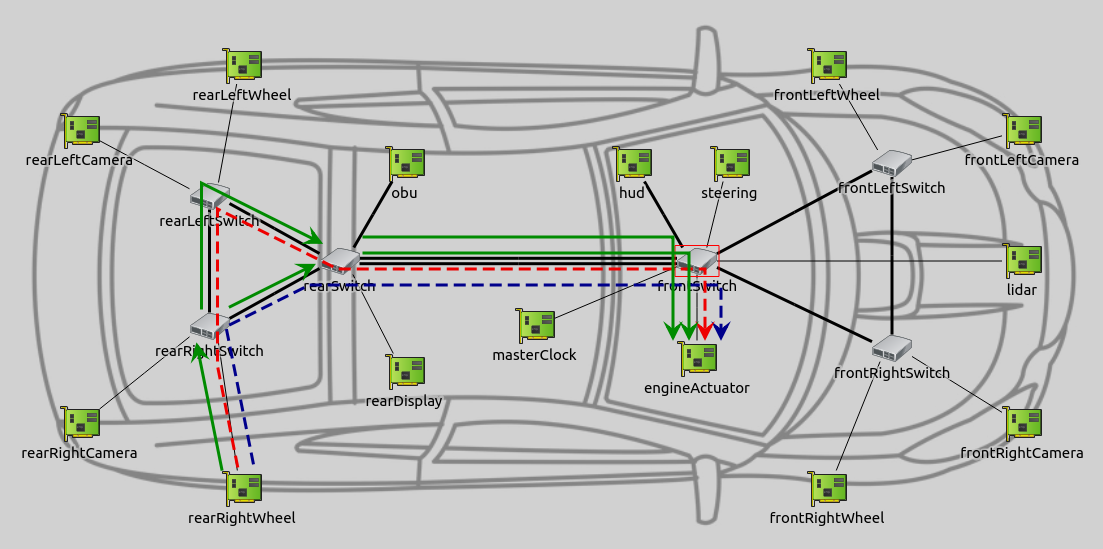 rearLeftWheel
frontLeftWheel
rearLeftCamera
frontLeftCamera
obu
hud
steering
frontLeftSwitch
rearLeftSwitch
rearSwitch
frontSwitch
lidar
rearRightSwitch
masterClock
frontRightSwitch
engineActuator
rearDisplay
rearRightCamera
frontRightCamera
rearRightWheel
frontRightWheel